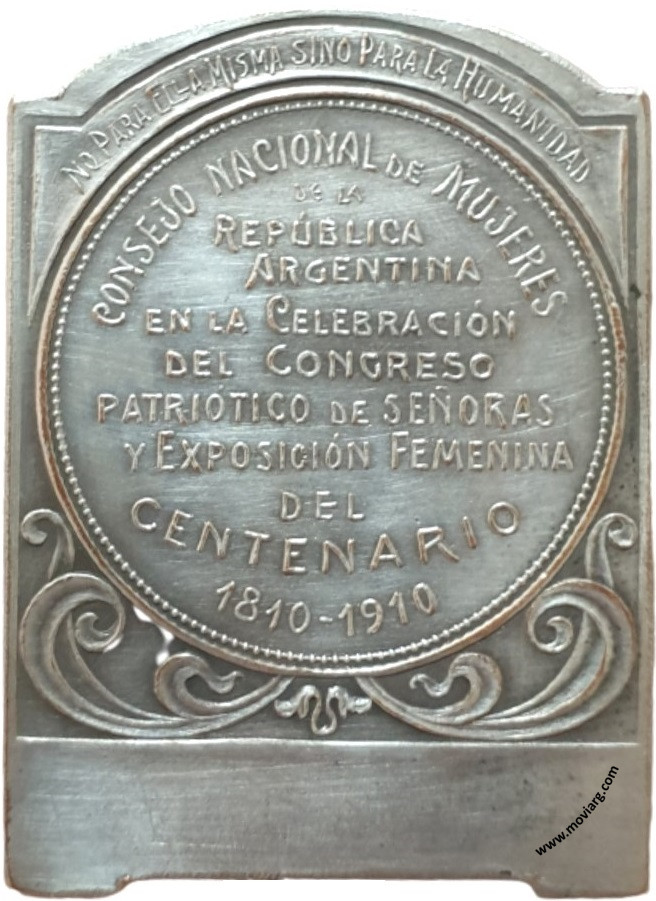 No Para Ella Misma Sino Para La Humanidad
CONSEJO NACIONAL DE MUJERES
DE LA
REPÚBLICA
ARGENTINA
EN LA CELEBRACIÓN
DEL CONGRESO
PATRIÓTICO DE SEÑORAS
Y EXPOSICIÓN FEMENINA
DEL
CENTENARIO
1810-1910
www.moviarg.com